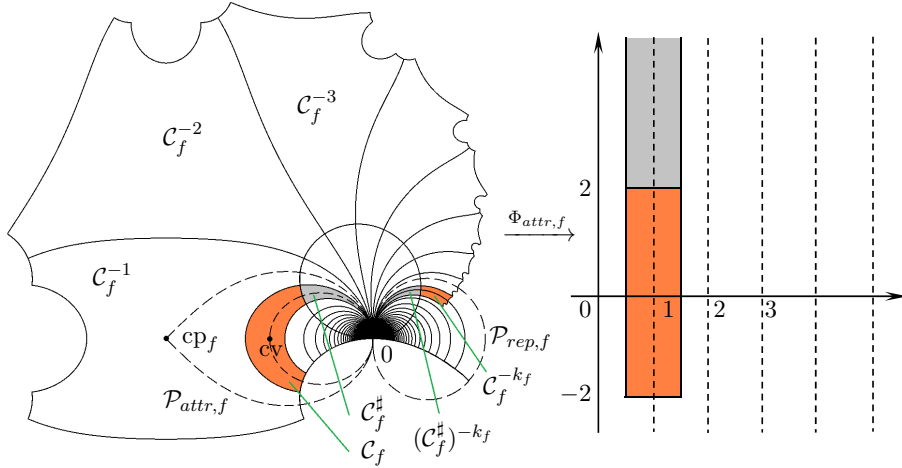 𝒞_f^{-2}
𝒞_f^{-3}
𝒞_f^{-1}
cp_f
cv
0
𝒫_{attr,f}
𝒫_{rep,f}
𝒞_f^{-k_f}
𝒞_f^♯
(𝒞_f^♯)^{-k_f}
𝒞_f
Φ_{attr,f}
2
0
1
2
3
−2